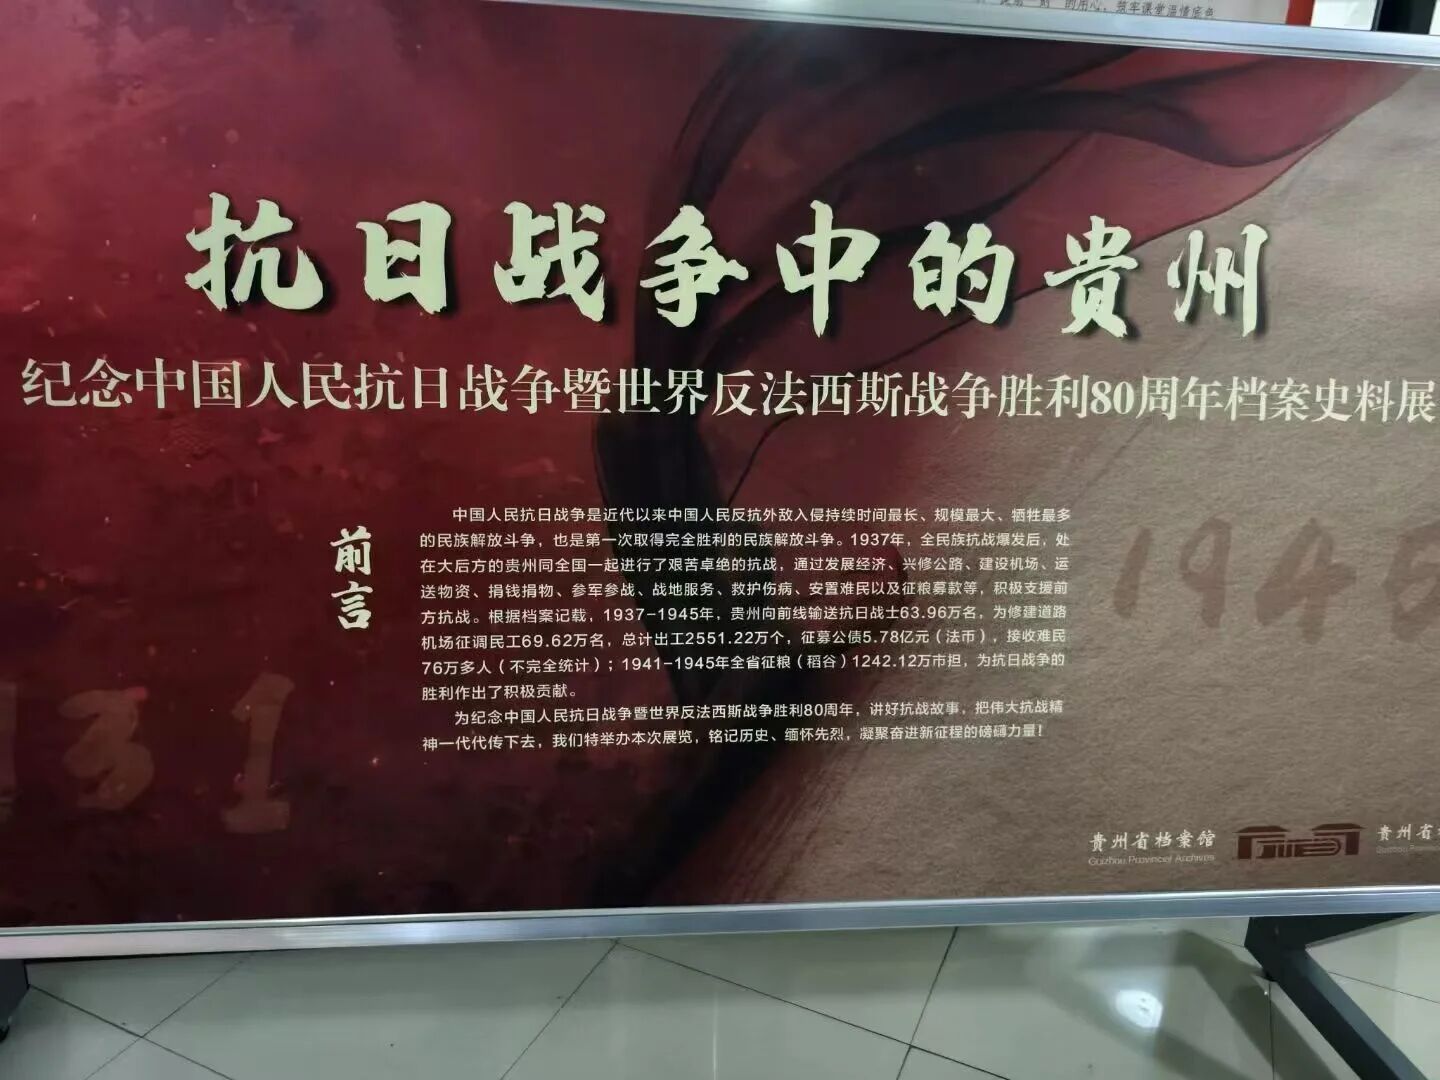 的用心，筑牢课堂温情底色
抗日战争中的贵州
纪念中国人民抗日战争暨世界反法西斯战争胜利80周年档案史料展
前言
中国人民抗日战争是近代以来中国人民反抗外敌入侵持续时间最长、规模最大、牺牲最多
的民族解放斗争，也是第一次取得完全胜利的民族解放斗争。1937年，全民族抗战爆发后，处
在大后方的贵州同全国一起进行了艰苦卓绝的抗战，通过发展经济、兴修公路、建设机场、运
送物资、捐钱捐物、参军参战、战地服务、救护伤病、安置难民以及征粮募款等，积极支援前
方抗战。根据档案记载，1937-1945年，贵州向前线输送抗日战士63.96万名，为修建道路
机场征调民工69.62万名，总计出工2551.22万个，征募公债5.78亿元（法币），接收难民
76万多人（不完全统计）；1941-1945年全省征粮（稻谷）1242.12万市担，为抗日战争的
胜利作出了积极贡献。
为纪念中国人民抗日战争暨世界反法西斯战争胜利80周年，讲好抗战故事，把伟大抗战精
神一代代传下去，我们特举办本次展览，铭记历史、缅怀先烈，凝聚奋进新征程的磅礴力量！
1945
31
贵州省档案馆
Guizhou Provincial Archives
贵州省